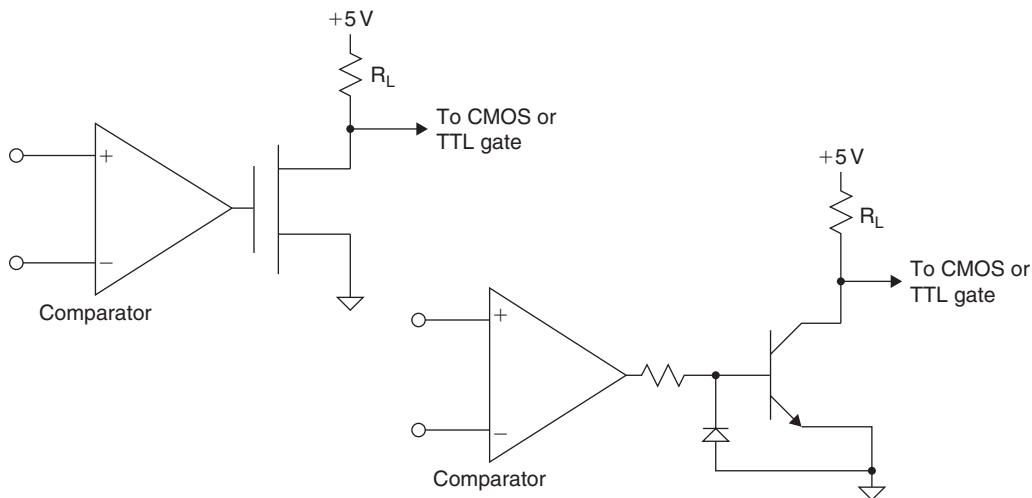 +5 V
R_L
To CMOS or
TTL gate
+
−
Comparator
+5 V
R_L
To CMOS or
TTL gate
+
−
Comparator